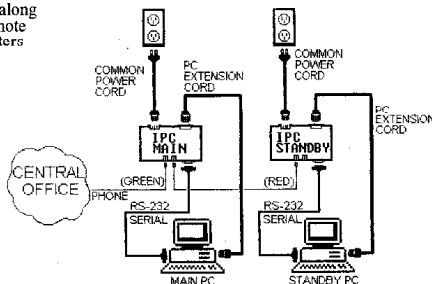 along
note
ters
COMMON
POWER
CORD
PC
EXTENSION
CORD
COMMON
POWER
CORD
PC
EXTENSION
CORD
IPC
MAIN
IPC
STANDBY
CENTRAL
OFFICE
PHONE
(GREEN)
(RED)
RS-232
SERIAL
RS-232
SERIAL
MAIN PC
STANDBY PC